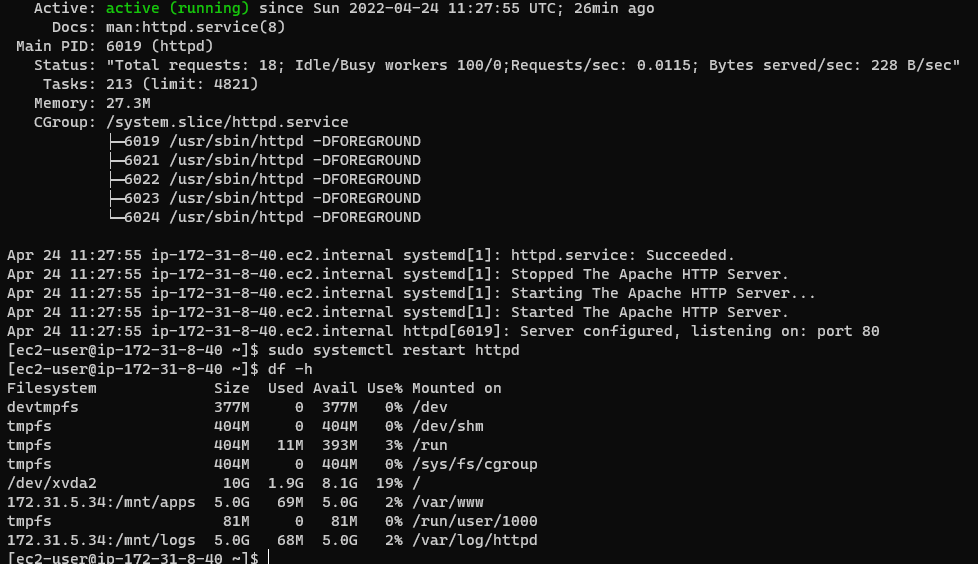 Active: active (running) since Sun 2022-04-24 11:27:55 UTC; 26min ago
     Docs: man:httpd.service(8)
 Main PID: 6019 (httpd)
   Status: "Total requests: 18; Idle/Busy workers 100/0;Requests/sec: 0.0115; Bytes served/sec: 228 B/sec"
    Tasks: 213 (limit: 4821)
   Memory: 27.3M
   CGroup: /system.slice/httpd.service
           ├─6019 /usr/sbin/httpd -DFOREGROUND
           ├─6021 /usr/sbin/httpd -DFOREGROUND
           ├─6022 /usr/sbin/httpd -DFOREGROUND
           ├─6023 /usr/sbin/httpd -DFOREGROUND
           └─6024 /usr/sbin/httpd -DFOREGROUND

Apr 24 11:27:55 ip-172-31-8-40.ec2.internal systemd[1]: httpd.service: Succeeded.
Apr 24 11:27:55 ip-172-31-8-40.ec2.internal systemd[1]: Stopped The Apache HTTP Server.
Apr 24 11:27:55 ip-172-31-8-40.ec2.internal systemd[1]: Starting The Apache HTTP Server...
Apr 24 11:27:55 ip-172-31-8-40.ec2.internal systemd[1]: Started The Apache HTTP Server.
Apr 24 11:27:55 ip-172-31-8-40.ec2.internal httpd[6019]: Server configured, listening on: port 80
[ec2-user@ip-172-31-8-40 ~]$ sudo systemctl restart httpd
[ec2-user@ip-172-31-8-40 ~]$ df -h
Filesystem             Size  Used Avail Use% Mounted on
devtmpfs               377M     0  377M   0% /dev
tmpfs                  404M     0  404M   0% /dev/shm
tmpfs                  404M   11M  393M   3% /run
tmpfs                  404M     0  404M   0% /sys/fs/cgroup
/dev/xvda2              10G  1.9G  8.1G  19% /
172.31.5.34:/mnt/apps  5.0G   69M  5.0G   2% /var/www
tmpfs                   81M     0   81M   0% /run/user/1000
172.31.5.34:/mnt/logs  5.0G   68M  5.0G   2% /var/log/httpd
[ec2-user@ip-172-31-8-40 ~]$